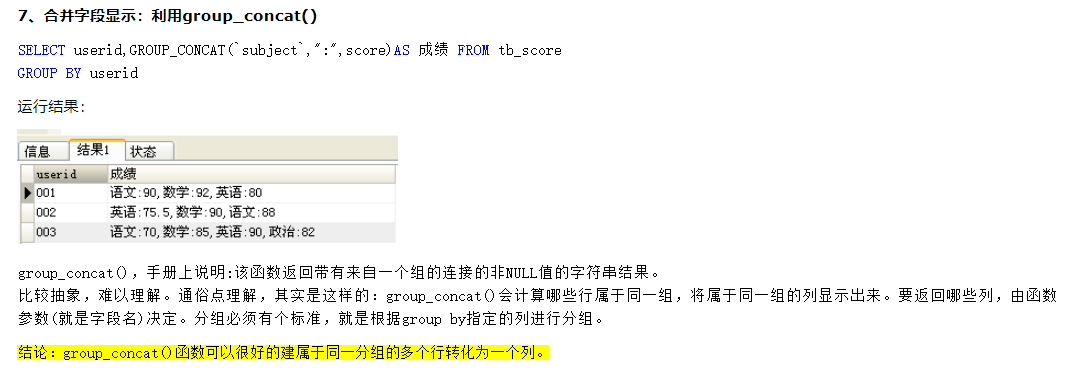 7、合并字段显示：利用group_concat()
SELECT userid,GROUP_CONCAT(`subject`,":",score)AS 成绩 FROM tb_score
GROUP BY userid
运行结果：
信息 结果1 状态
userid 成绩
001 语文:90,数学:92,英语:80
002 英语:75.5,数学:90,语文:88
003 语文:70,数学:85,英语:90,政治:82
group_concat()，手册上说明:该函数返回带有来自一个组的连接的非NULL值的字符串结果。
比较抽象，难以理解。通俗点理解，其实是这样的：group_concat()会计算哪些行属于同一组，将属于同一组的列显示出来。要返回哪些列，由函数
参数(就是字段名)决定。分组必须有个标准，就是根据group by指定的列进行分组。
结论：group_concat()函数可以很好的建属于同一分组的多个行转化为一个列。